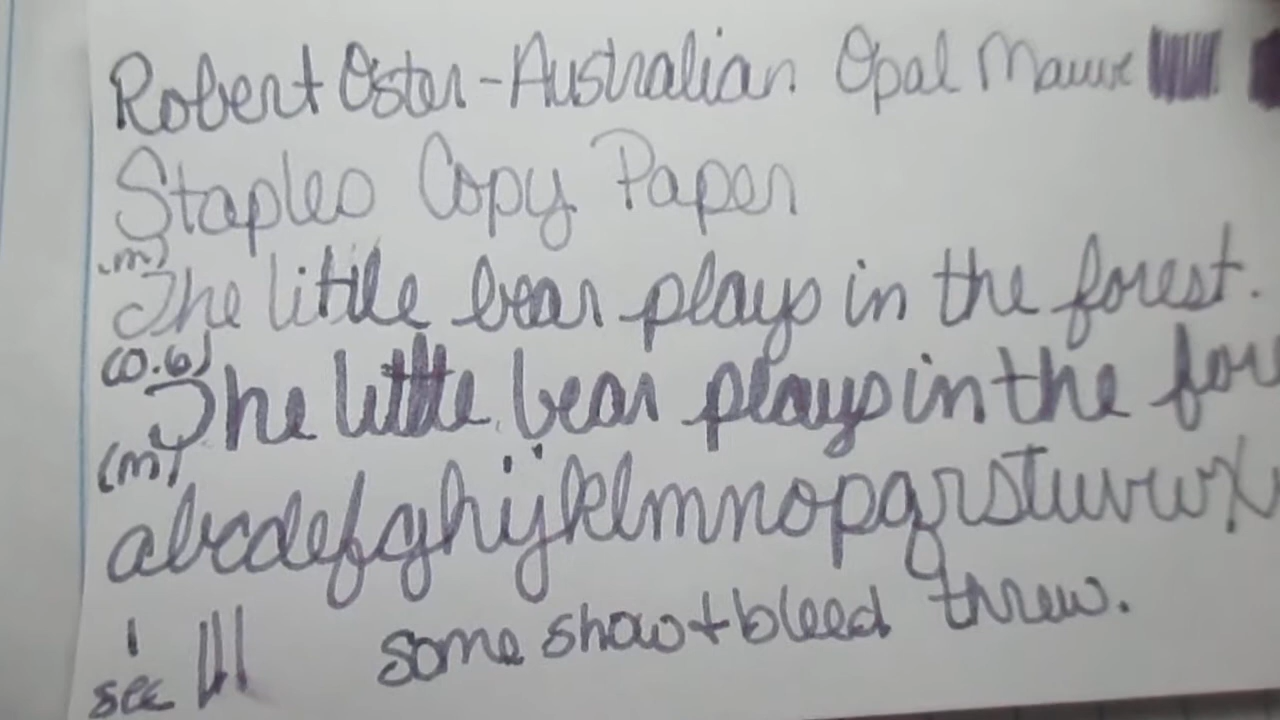 Robert Oster - Australian Opal Mauve
Staples Copy Paper
(m)
The little bear plays in the forest.
(0.6)
The little bear plays in the for
(m)
abcdefghijklmnopqrstuvwx
1 sec
some show + bleed threw.